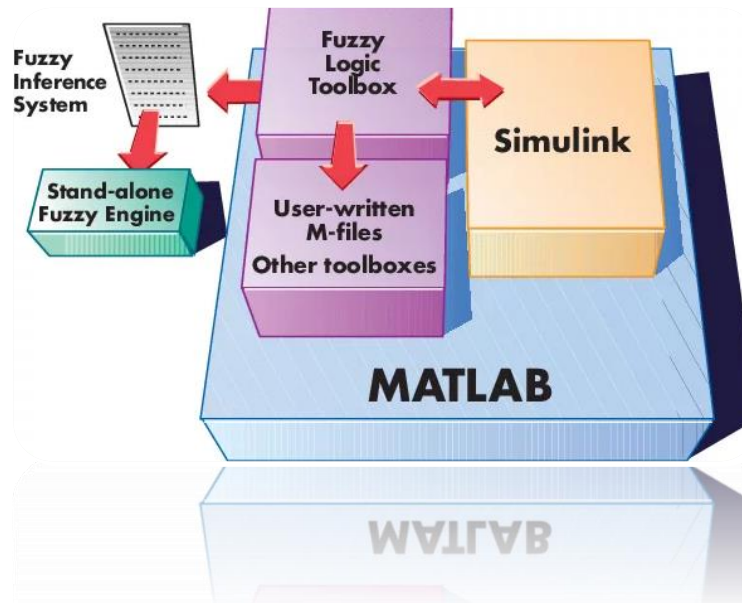 Fuzzy
Inference
System
Fuzzy
Logic
Toolbox
Simulink
Stand-alone
Fuzzy Engine
User-written
M-files
Other toolboxes
MATLAB
MATLAB